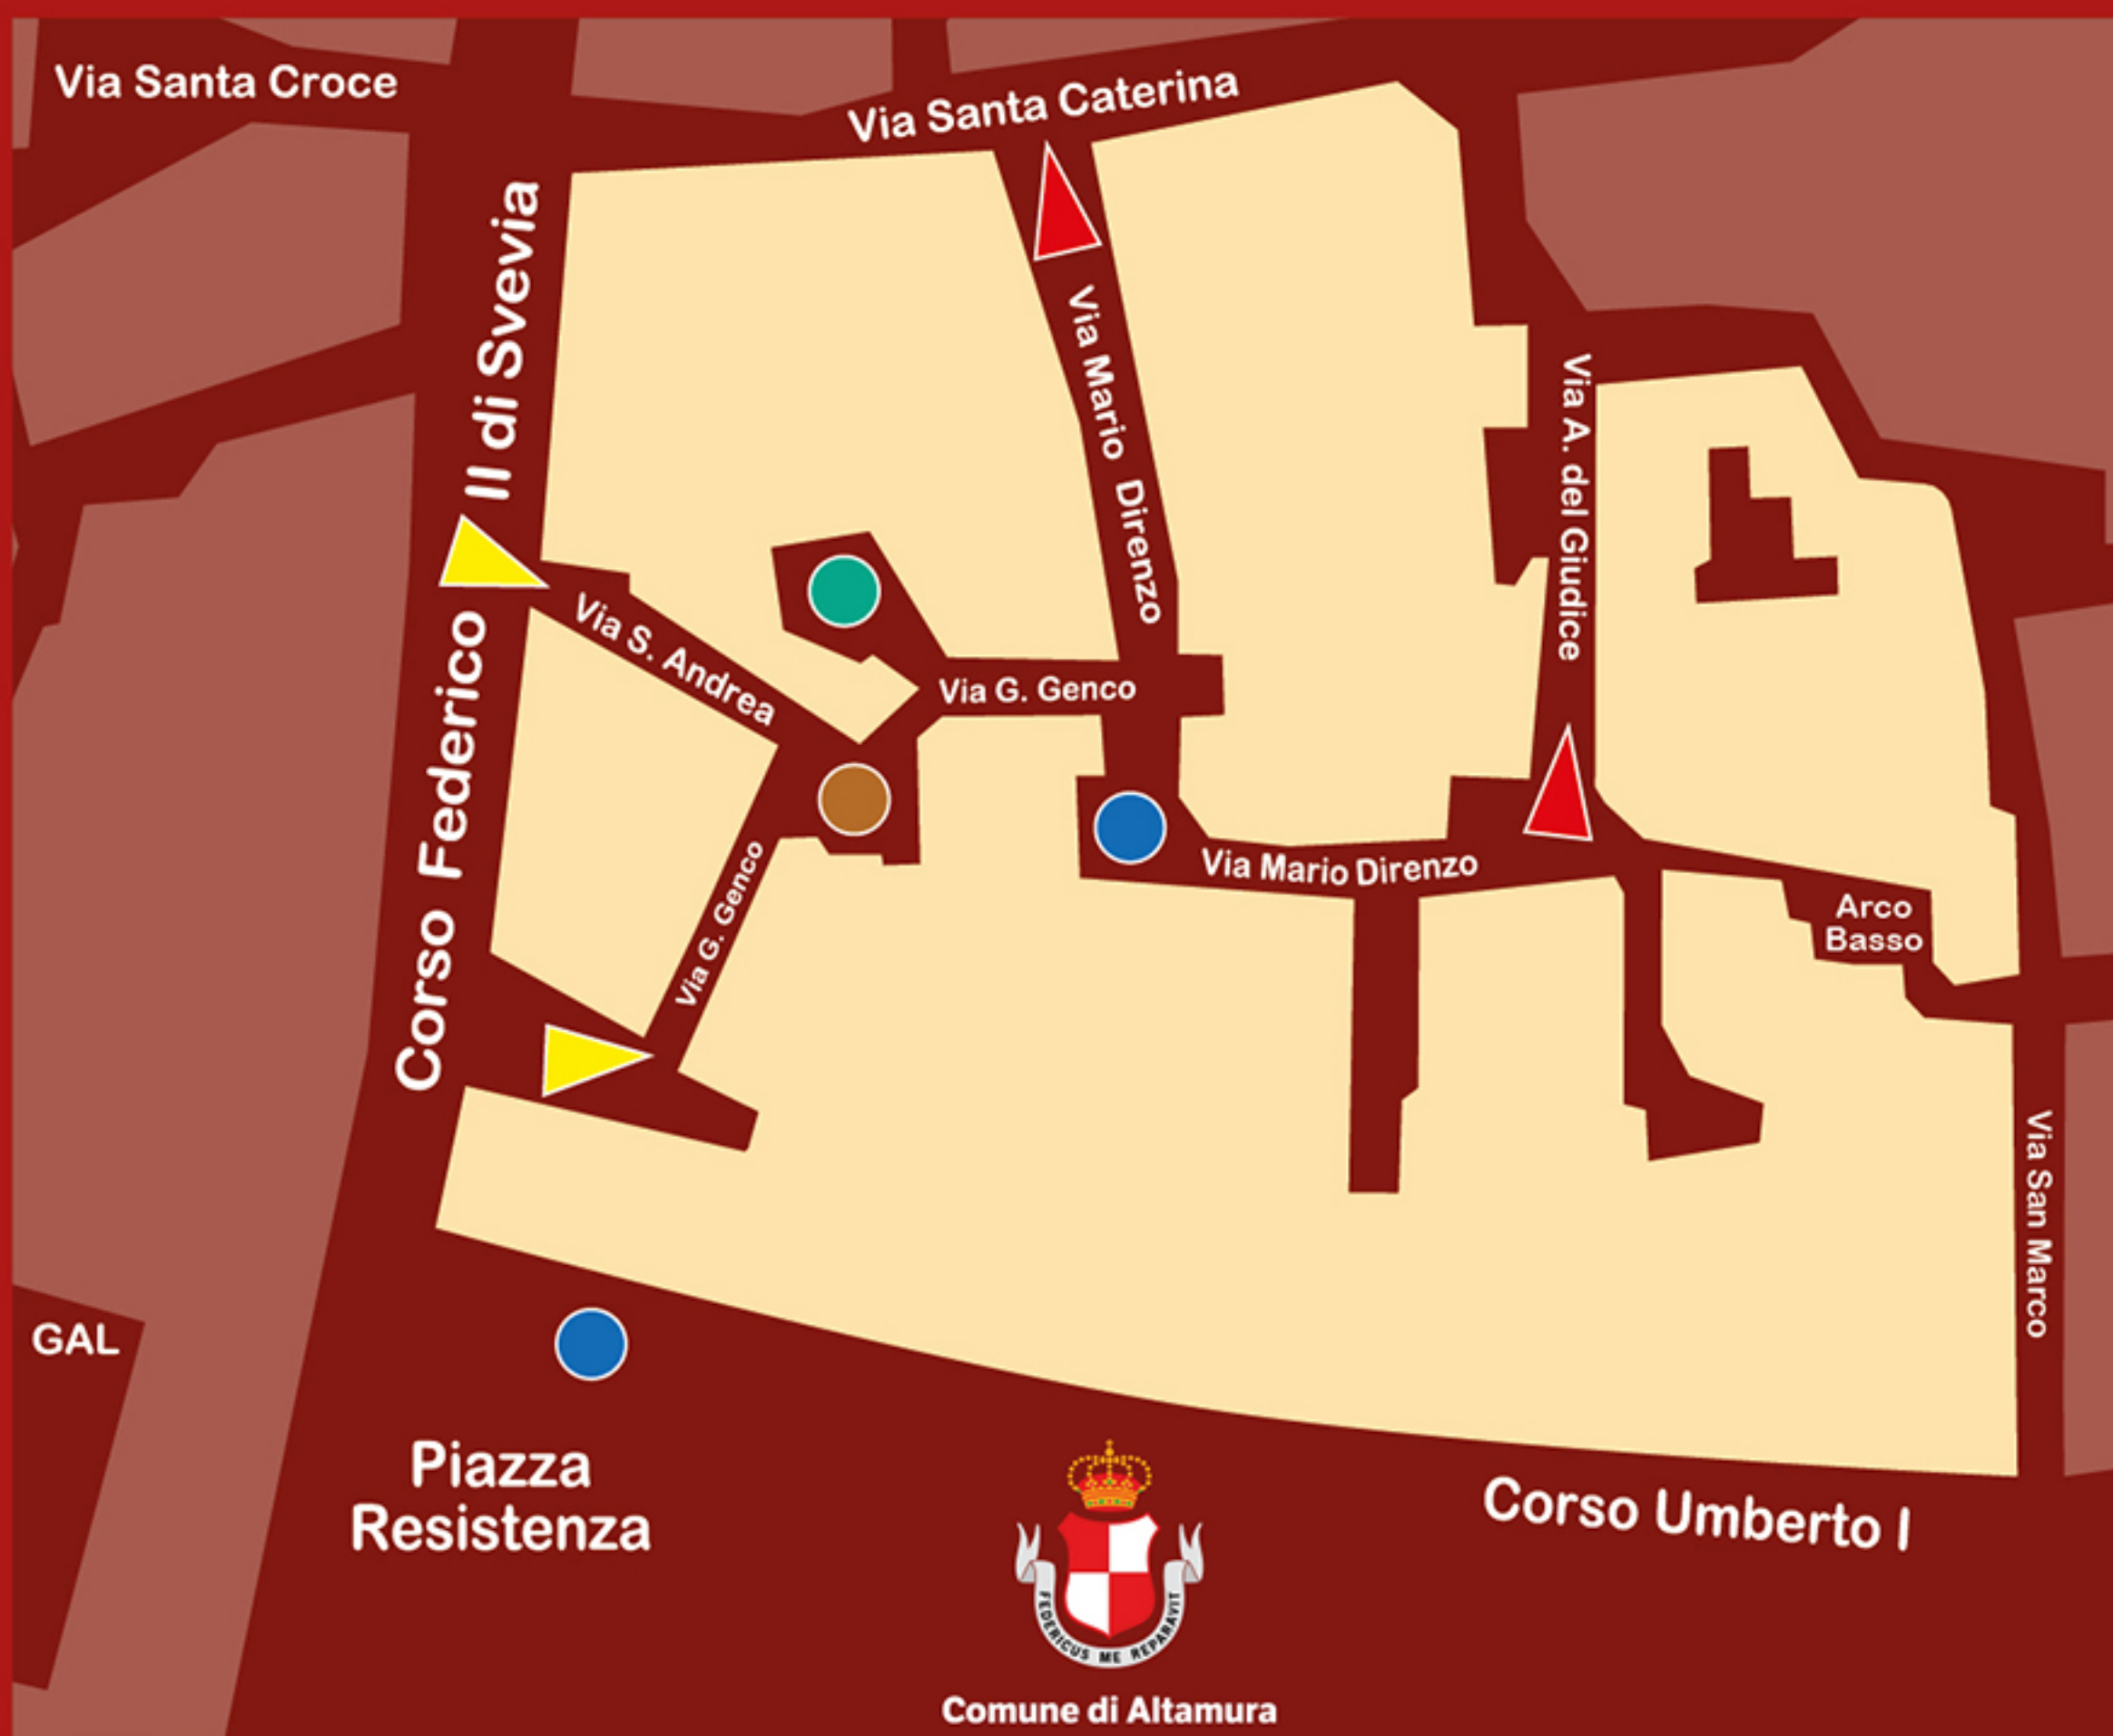 Via Santa Croce
Via Santa Caterina
Corso Federico II di Svevia
Via Mario Direnzo
Via A. del Giudice
Via S. Andrea
Via G. Genco
Via G. Genco
Via Mario Direnzo
Arco
Basso
Via San Marco
GAL
Piazza
Resistenza
Corso Umberto I
FEDERICUS ME REPARAVIT
Comune di Altamura